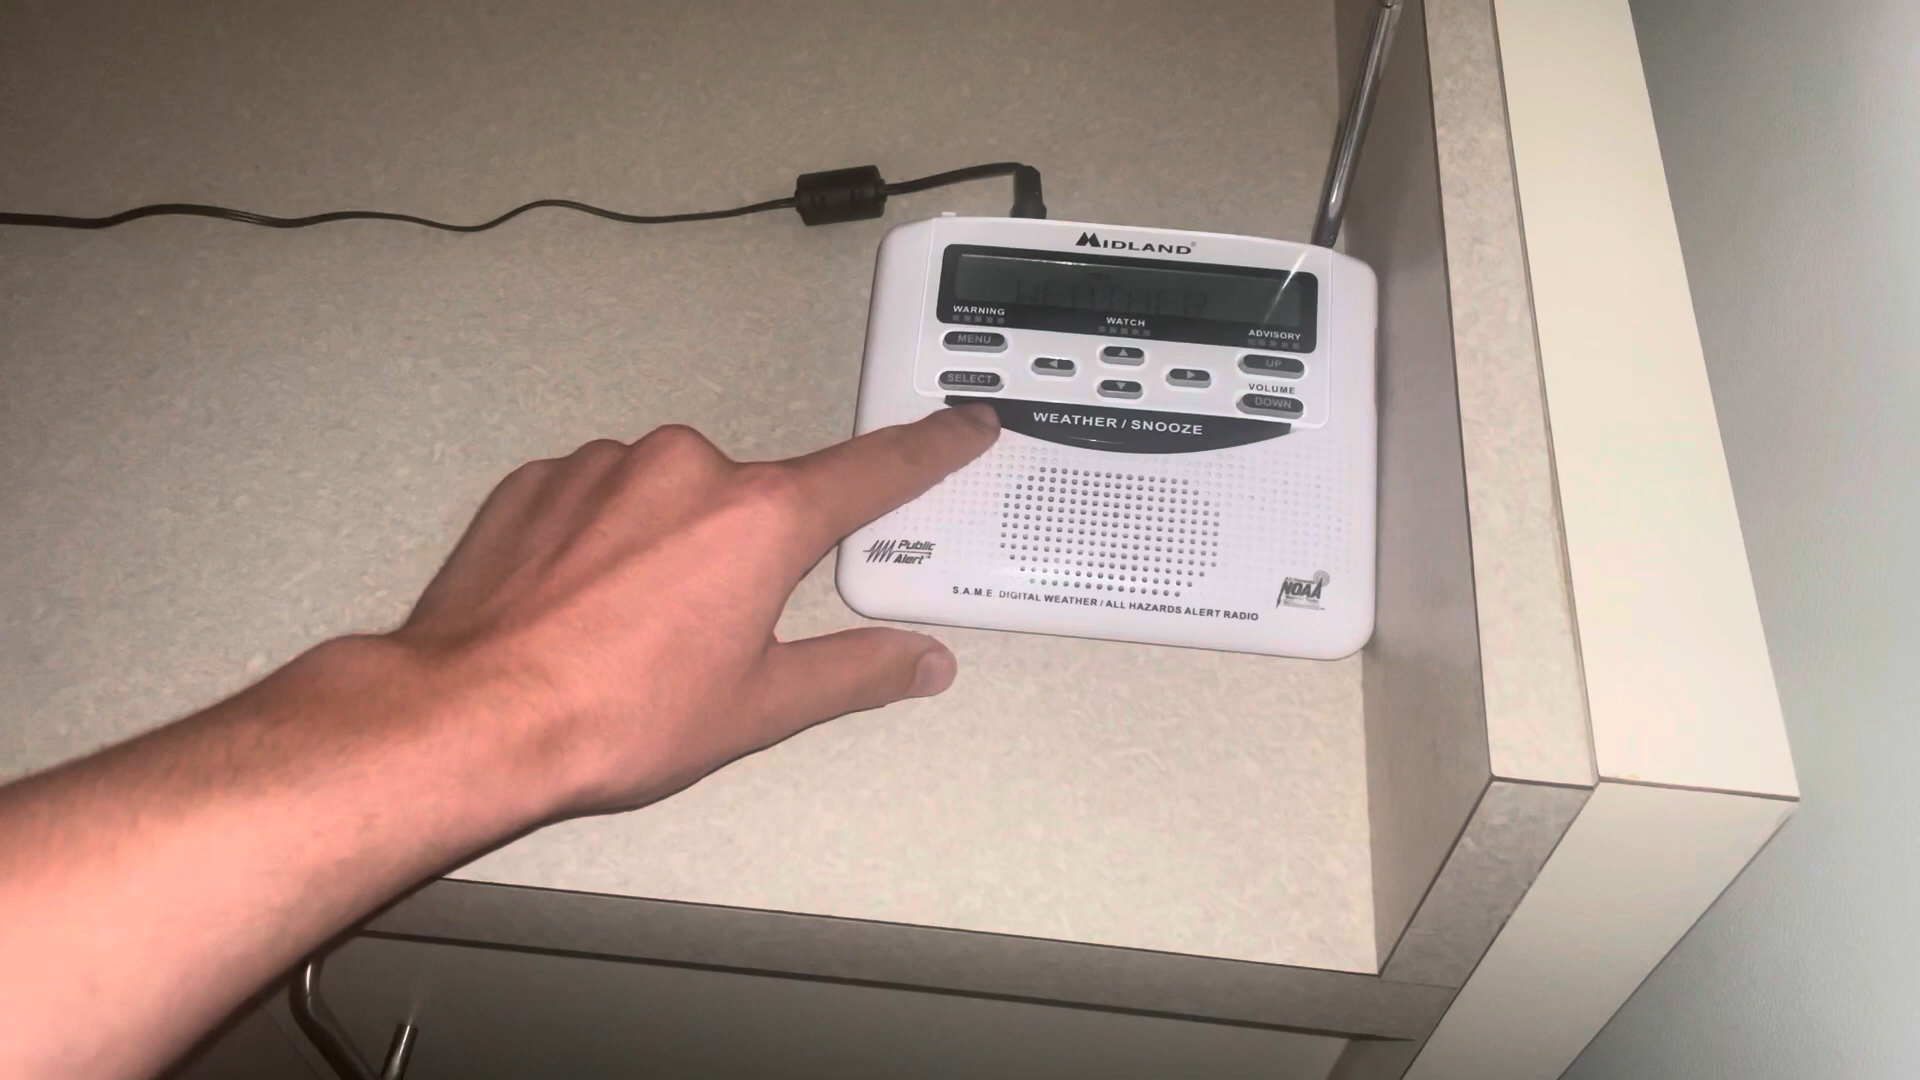 MIDLAND
WEATHER
WARNING
WATCH
ADVISORY
MENU
UP
SELECT
VOLUME
DOWN
WEATHER / SNOOZE
Public
Alert
NOAA
S.A.M.E. DIGITAL WEATHER / ALL HAZARDS ALERT RADIO